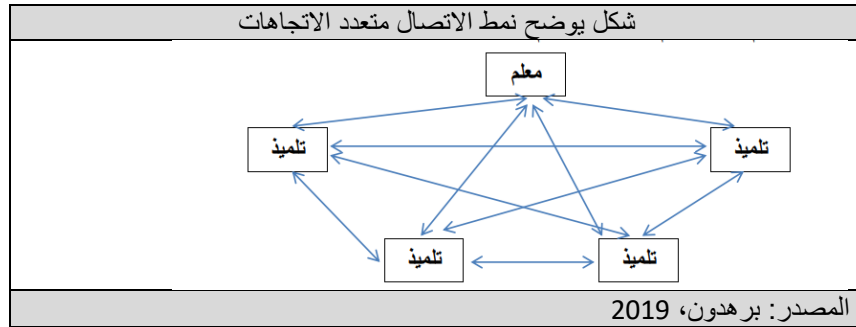 شكل يوضح نمط الاتصال متعدد الاتجاهات
معلم
تلميذ
تلميذ
تلميذ
تلميذ
المصدر: برهدون، 2019